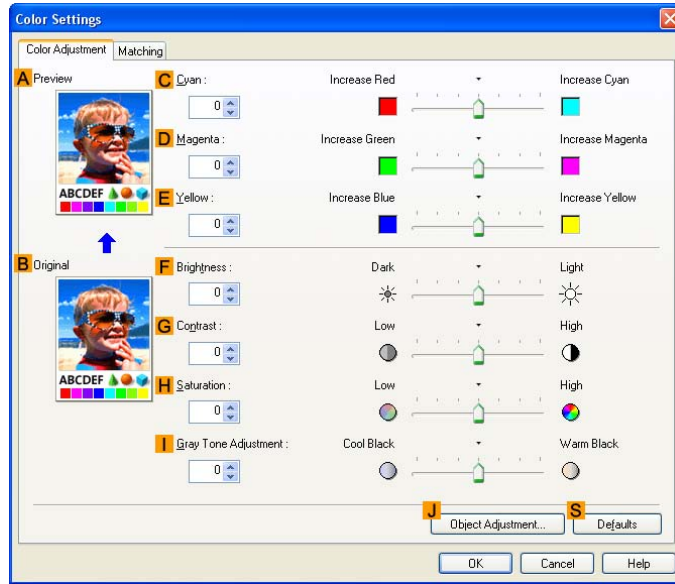 Color Settings
Color Adjustment Matching
A Preview
C Cyan : Increase Red Increase Cyan
0
D Magenta : Increase Green Increase Magenta
0
ABCDEF
E Yellow : Increase Blue Increase Yellow
0
B Original
F Brightness : Dark Light
0
G Contrast : Low High
0
ABCDEF
H Saturation : Low High
0
I Gray Tone Adjustment : Cool Black Warm Black
0
J S
Object Adjustment... Defaults
OK Cancel Help